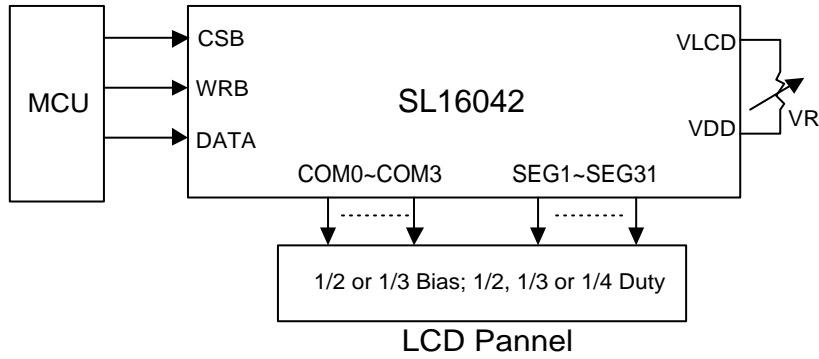 MCU
CSB
WRB
DATA
SL16042
VLCD
VDD
VR
COM0~COM3
SEG1~SEG31
1/2 or 1/3 Bias; 1/2, 1/3 or 1/4 Duty
LCD Pannel